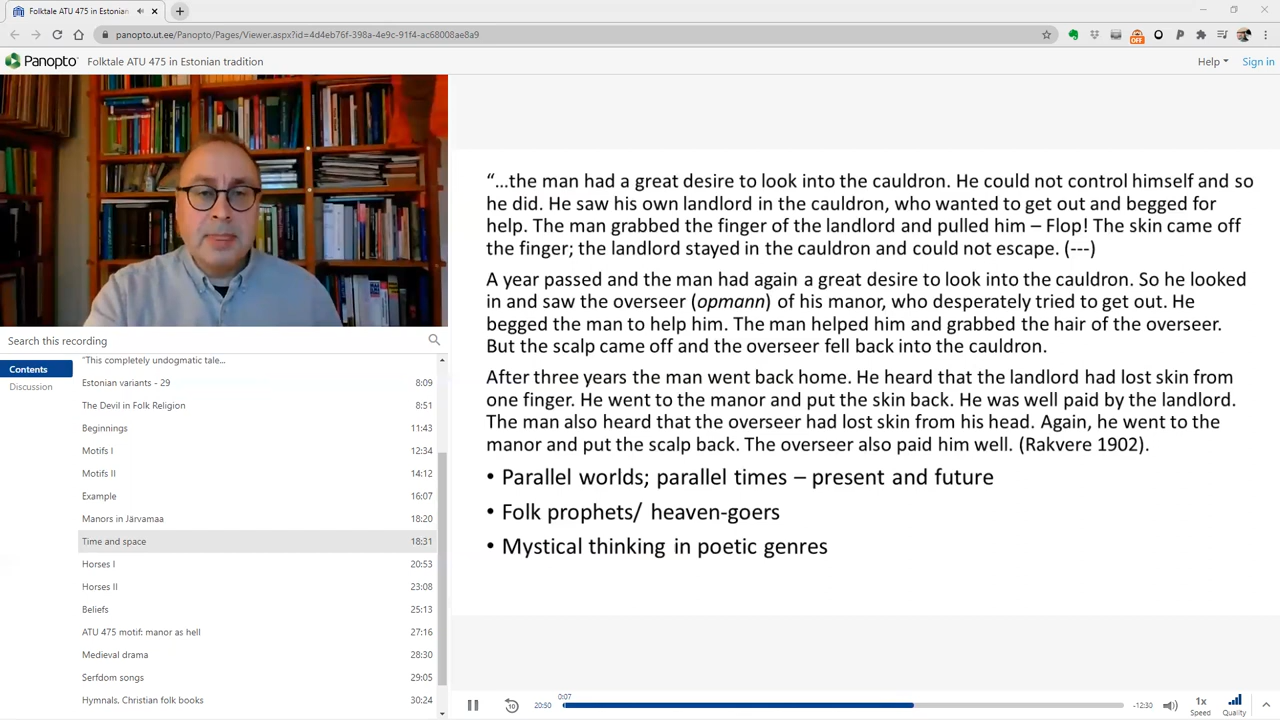 Folktale ATU 475 in Estonian
panopto.ut.ee/Panopto/Pages/Viewer.aspx?id=4d4eb76f-398a-4e9c-91f4-ac68008ae8a9
Panopto Folktale ATU 475 in Estonian tradition
Help
Sign in
Search this recording
Contents
Discussion
"This completely undogmatic tale...
Estonian variants - 29 8:09
The Devil in Folk Religion 8:51
Beginnings 11:43
Motifs I 12:34
Motifs II 14:12
Example 16:07
Manors in Järvamaa 18:20
Time and space 18:31
Horses I 20:53
Horses II 23:08
Beliefs 25:13
ATU 475 motif: manor as hell 27:16
Medieval drama 28:30
Serfdom songs 29:05
Hymnals, Christian folk books 30:24
“…the man had a great desire to look into the cauldron. He could not control himself and so
he did. He saw his own landlord in the cauldron, who wanted to get out and begged for
help. The man grabbed the finger of the landlord and pulled him – Flop! The skin came off
the finger; the landlord stayed in the cauldron and could not escape. (---)
A year passed and the man had again a great desire to look into the cauldron. So he looked
in and saw the overseer (opmann) of his manor, who desperately tried to get out. He
begged the man to help him. The man helped him and grabbed the hair of the overseer.
But the scalp came off and the overseer fell back into the cauldron.
After three years the man went back home. He heard that the landlord had lost skin from
one finger. He went to the manor and put the skin back. He was well paid by the landlord.
The man also heard that the overseer had lost skin from his head. Again, he went to the
manor and put the scalp back. The overseer also paid him well. (Rakvere 1902).
• Parallel worlds; parallel times – present and future
• Folk prophets/ heaven-goers
• Mystical thinking in poetic genres
10
20:50
0:07
-12:30
1x
Speed
Quality